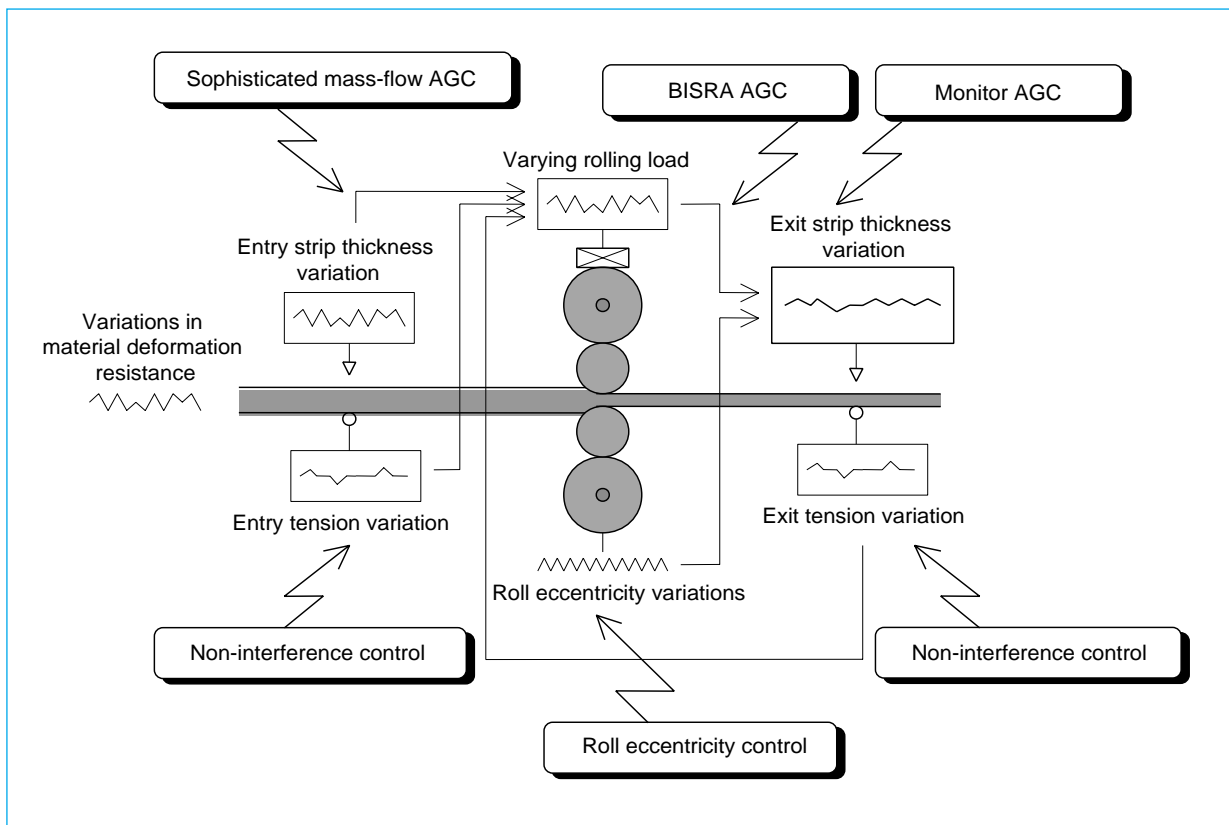 Sophisticated mass-flow AGC
BISRA AGC
Monitor AGC
Varying rolling load
Entry strip thickness
variation
Exit strip thickness
variation
Variations in
material deformation
resistance
Entry tension variation
Exit tension variation
Roll eccentricity variations
Non-interference control
Non-interference control
Roll eccentricity control